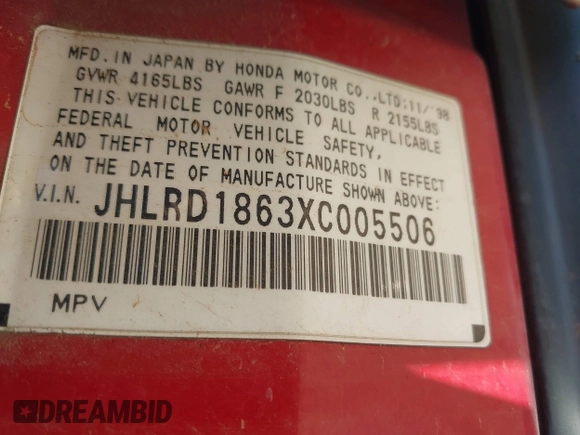 MFD. IN JAPAN BY HONDA MOTOR CO.,LTD:11/'98
GVWR 4165LBS GAWR F 2030LBS R 2155LBS
THIS VEHICLE CONFORMS TO ALL APPLICABLE
FEDERAL MOTOR VEHICLE SAFETY,
AND THEFT PREVENTION STANDARDS IN EFFECT
ON THE DATE OF MANUFACTURE SHOWN ABOVE:
V.I.N. JHLRD1863XC005506
MPV
DREAMBID